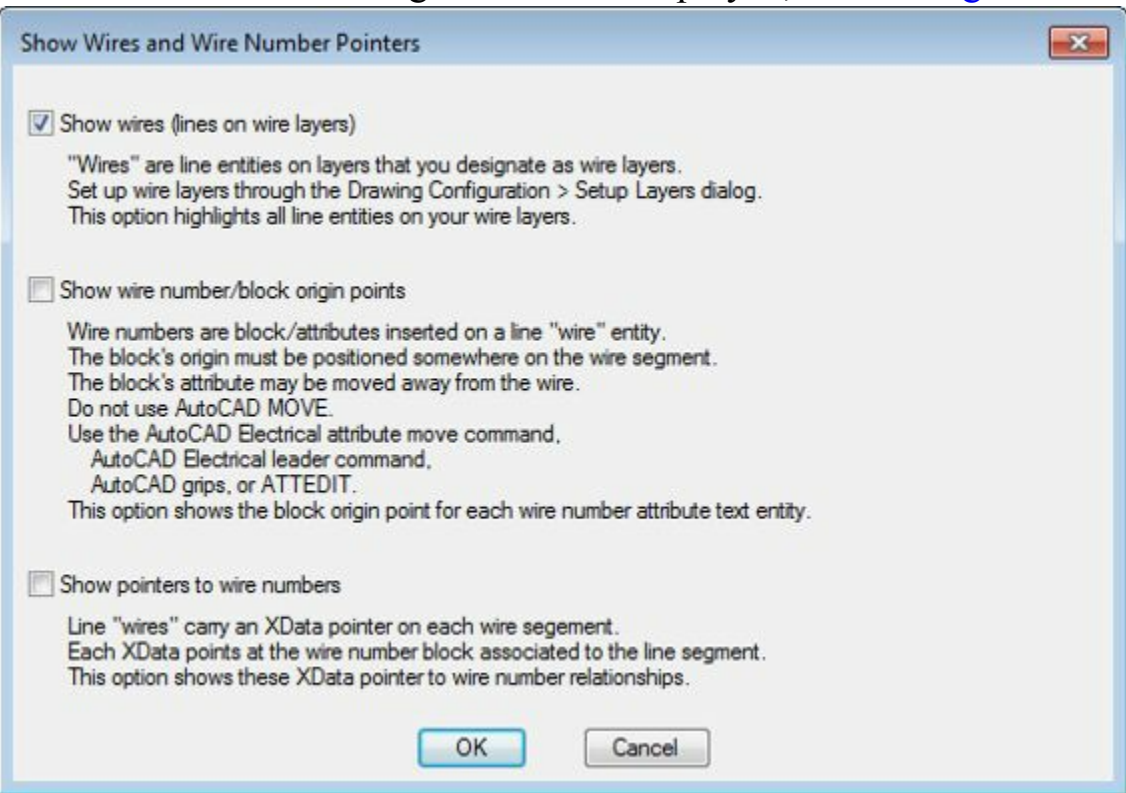 Show Wires and Wire Number Pointers
Show wires (lines on wire layers)
"Wires" are line entities on layers that you designate as wire layers.
Set up wire layers through the Drawing Configuration > Setup Layers dialog.
This option highlights all line entities on your wire layers.
Show wire number/block origin points
Wire numbers are block/attributes inserted on a line "wire" entity.
The block's origin must be positioned somewhere on the wire segment.
The block's attribute may be moved away from the wire.
Do not use AutoCAD MOVE.
Use the AutoCAD Electrical attribute move command,
AutoCAD Electrical leader command,
AutoCAD grips, or ATTEDIT.
This option shows the block origin point for each wire number attribute text entity.
Show pointers to wire numbers
Line "wires" carry an XData pointer on each wire segement.
Each XData points at the wire number block associated to the line segment.
This option shows these XData pointer to wire number relationships.
OK Cancel